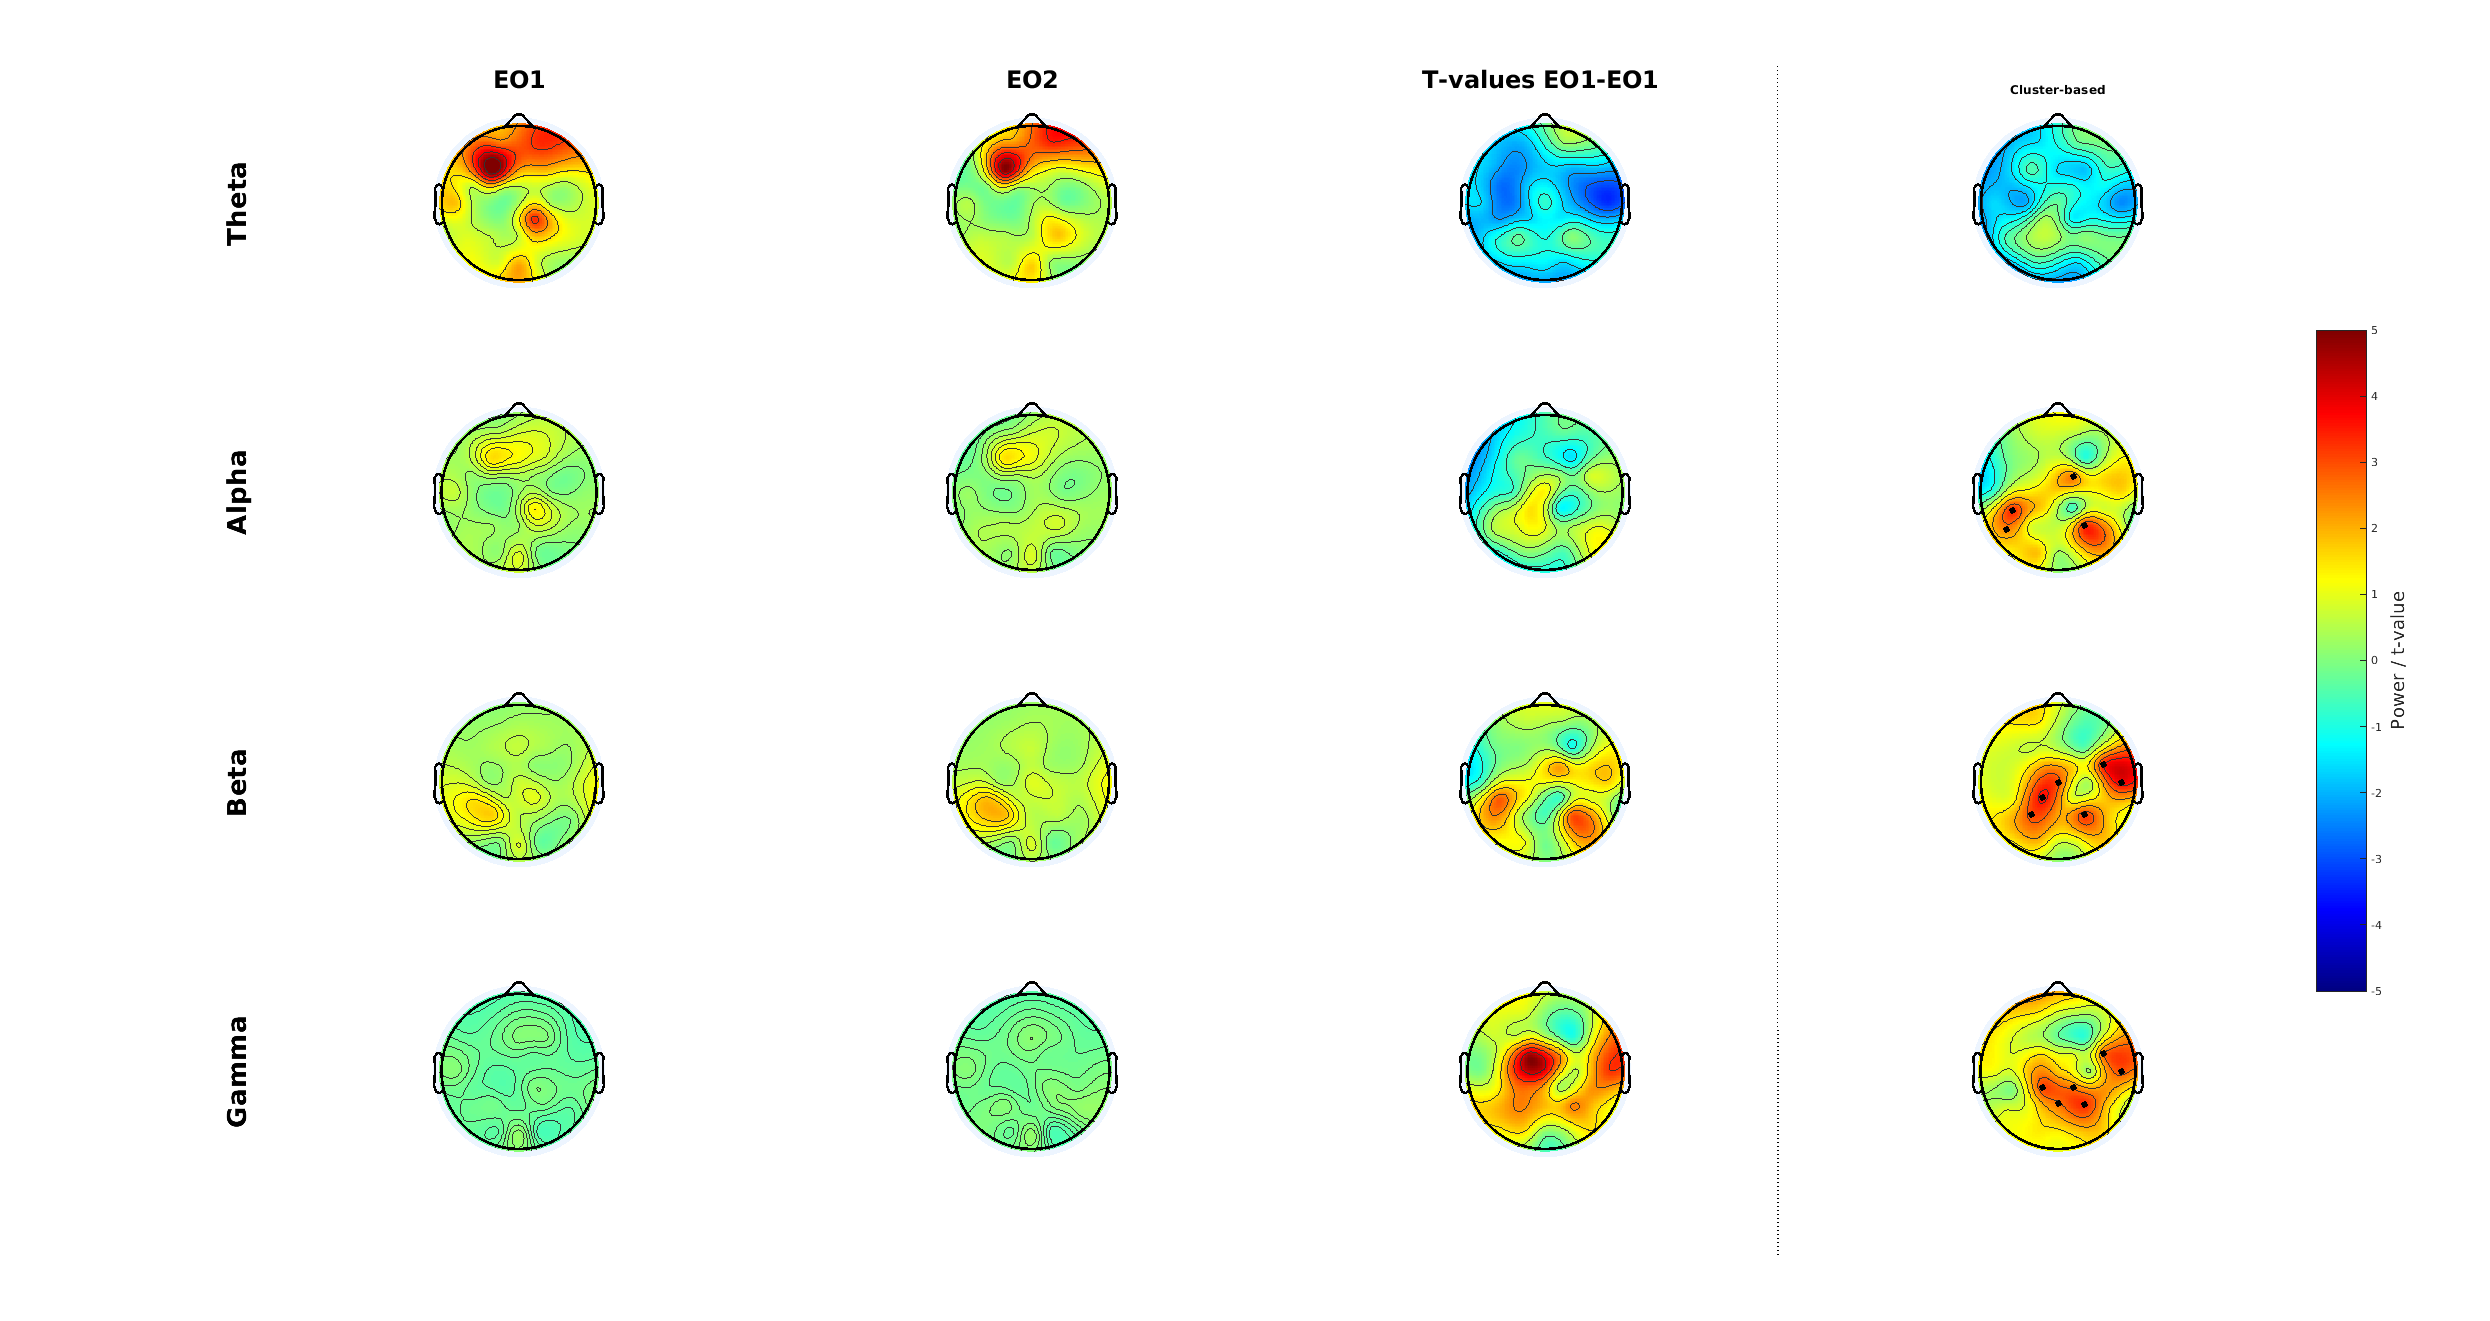 EO1
EO2
T-values EO1-EO1
Cluster-based
Theta
Alpha
Beta
Gamma
5
4
3
2
1
0
-1
-2
-3
-4
-5
Power / t-value